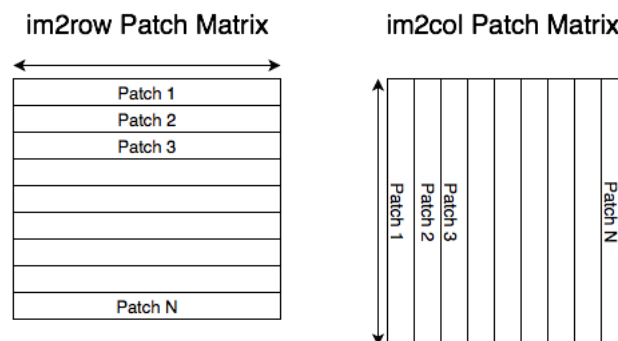 im2row Patch Matrix
Patch 1
Patch 2
Patch 3
Patch N
im2col Patch Matrix
Patch 1
Patch 2
Patch 3
Patch N